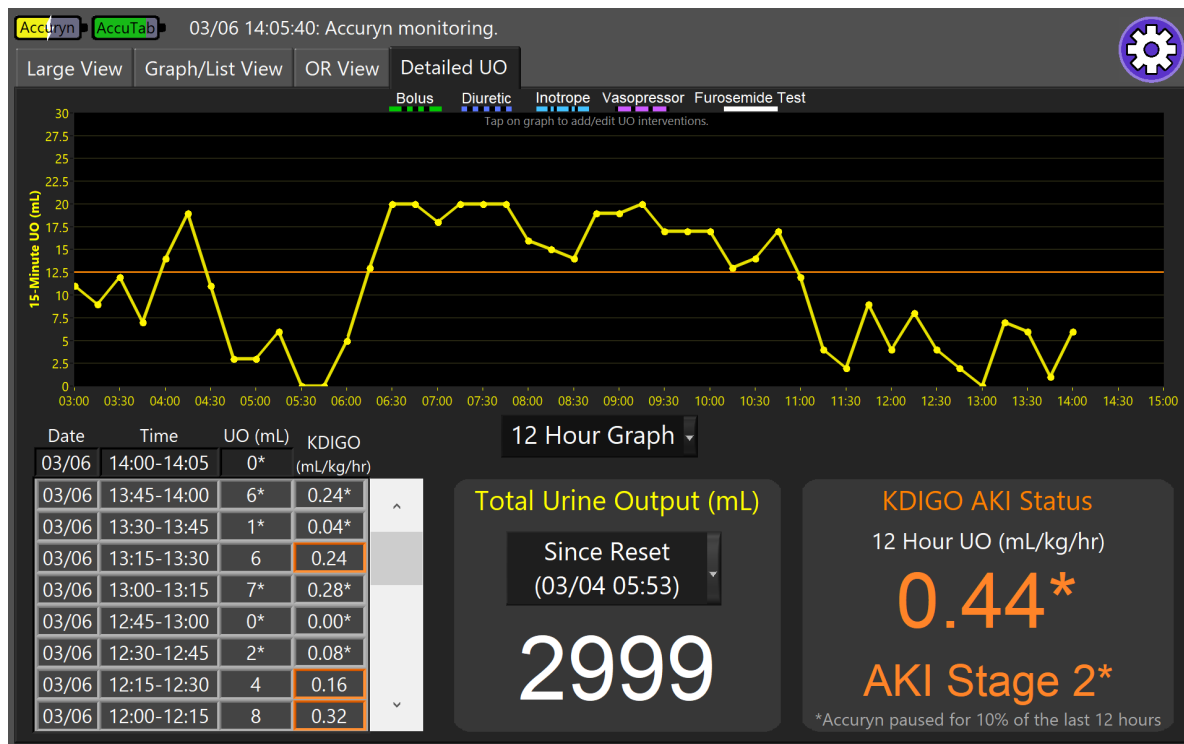 Accuryn AccuTab 03/06 14:05:40: Accuryn monitoring.
Large View Graph/List View OR View Detailed UO
Bolus Diuretic Inotrope Vasopressor Furosemide Test
Tap on graph to add/edit UO interventions.
15-Minute UO (mL)
30
27.5
25
22.5
20
17.5
15
12.5
10
7.5
5
2.5
0
03:00 03:30 04:00 04:30 05:00 05:30 06:00 06:30 07:00 07:30 08:00 08:30 09:00 09:30 10:00 10:30 11:00 11:30 12:00 12:30 13:00 13:30 14:00 14:30 15:00
12 Hour Graph
Date Time UO (mL) KDIGO (mL/kg/hr)
03/06 14:00-14:05 0*
03/06 13:45-14:00 6* 0.24*
03/06 13:30-13:45 1* 0.04*
03/06 13:15-13:30 6 0.24
03/06 13:00-13:15 7* 0.28*
03/06 12:45-13:00 0* 0.00*
03/06 12:30-12:45 2* 0.08*
03/06 12:15-12:30 4 0.16
03/06 12:00-12:15 8 0.32
Total Urine Output (mL)
Since Reset
(03/04 05:53)
2999
KDIGO AKI Status
12 Hour UO (mL/kg/hr)
0.44*
AKI Stage 2*
*Accuryn paused for 10% of the last 12 hours